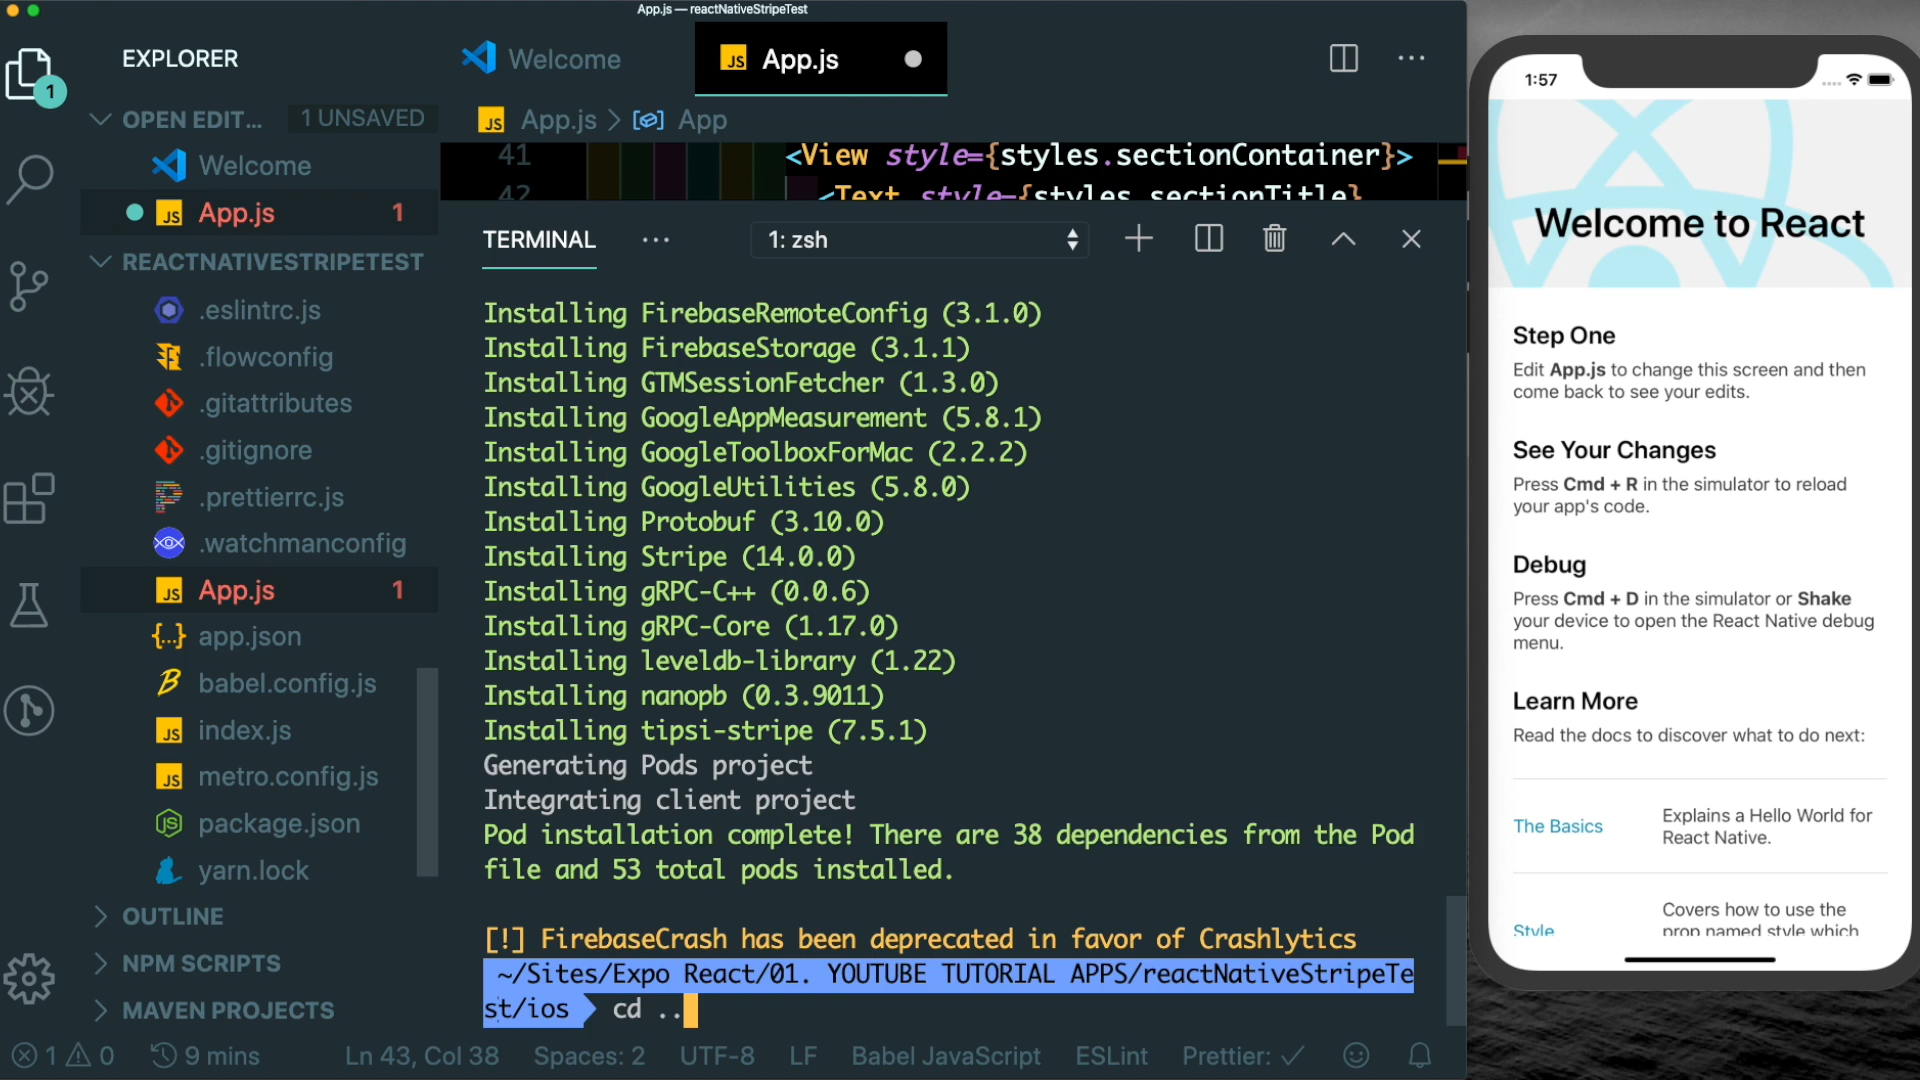 App.js — reactNativeStripeTest
EXPLORER
Welcome
App.js
1
OPEN EDIT...
1 UNSAVED
App.js > App
Welcome
App.js 1
41 <View style={styles.sectionContainer}>
42 <Text style={styles.sectionTitle}
REACTNATIVESTRIPETEST
.eslintrc.js
.flowconfig
.gitattributes
.gitignore
.prettierrc.js
.watchmanconfig
App.js 1
app.json
babel.config.js
index.js
metro.config.js
package.json
yarn.lock
OUTLINE
NPM SCRIPTS
MAVEN PROJECTS
TERMINAL ... 1: zsh
Installing FirebaseRemoteConfig (3.1.0)
Installing FirebaseStorage (3.1.1)
Installing GTMSessionFetcher (1.3.0)
Installing GoogleAppMeasurement (5.8.1)
Installing GoogleToolboxForMac (2.2.2)
Installing GoogleUtilities (5.8.0)
Installing Protobuf (3.10.0)
Installing Stripe (14.0.0)
Installing gRPC-C++ (0.0.6)
Installing gRPC-Core (1.17.0)
Installing leveldb-library (1.22)
Installing nanopb (0.3.9011)
Installing tipsi-stripe (7.5.1)
Generating Pods project
Integrating client project
Pod installation complete! There are 38 dependencies from the Pod
file and 53 total pods installed.
[!] FirebaseCrash has been deprecated in favor of Crashlytics
~/Sites/Expo React/01. YOUTUBE TUTORIAL APPS/reactNativeStripeTe
st/ios cd ..
1 0 9 mins Ln 43, Col 38 Spaces: 2 UTF-8 LF Babel JavaScript ESLint Prettier: ✓
1:57
Welcome to React
Step One
Edit App.js to change this screen and then
come back to see your edits.
See Your Changes
Press Cmd + R in the simulator to reload
your app's code.
Debug
Press Cmd + D in the simulator or Shake
your device to open the React Native debug
menu.
Learn More
Read the docs to discover what to do next:
The Basics
Explains a Hello World for
React Native.
Style
Covers how to use the
prop named style which